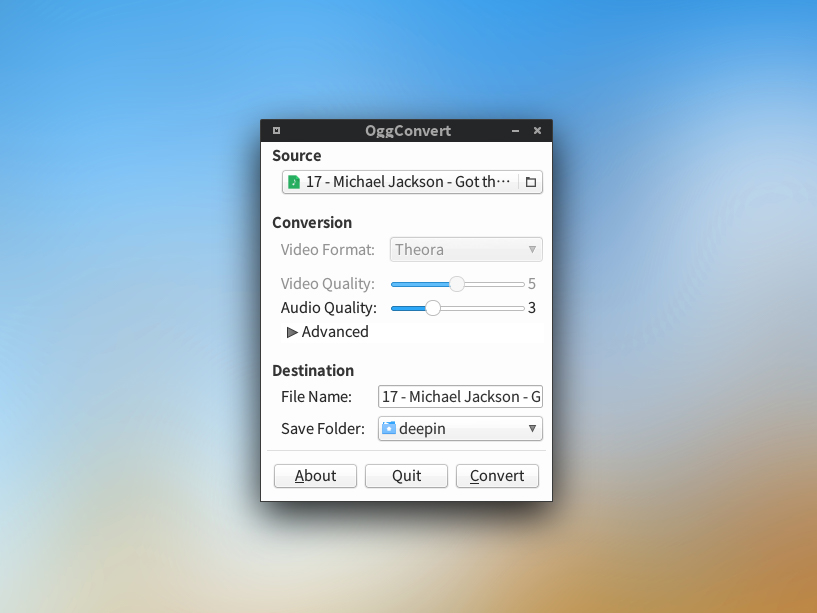 OggConvert
Source
17 - Michael Jackson - Got th···
Conversion
Video Format: Theora
Video Quality: 5
Audio Quality: 3
Advanced
Destination
File Name: 17 - Michael Jackson - G
Save Folder: deepin
About Quit Convert